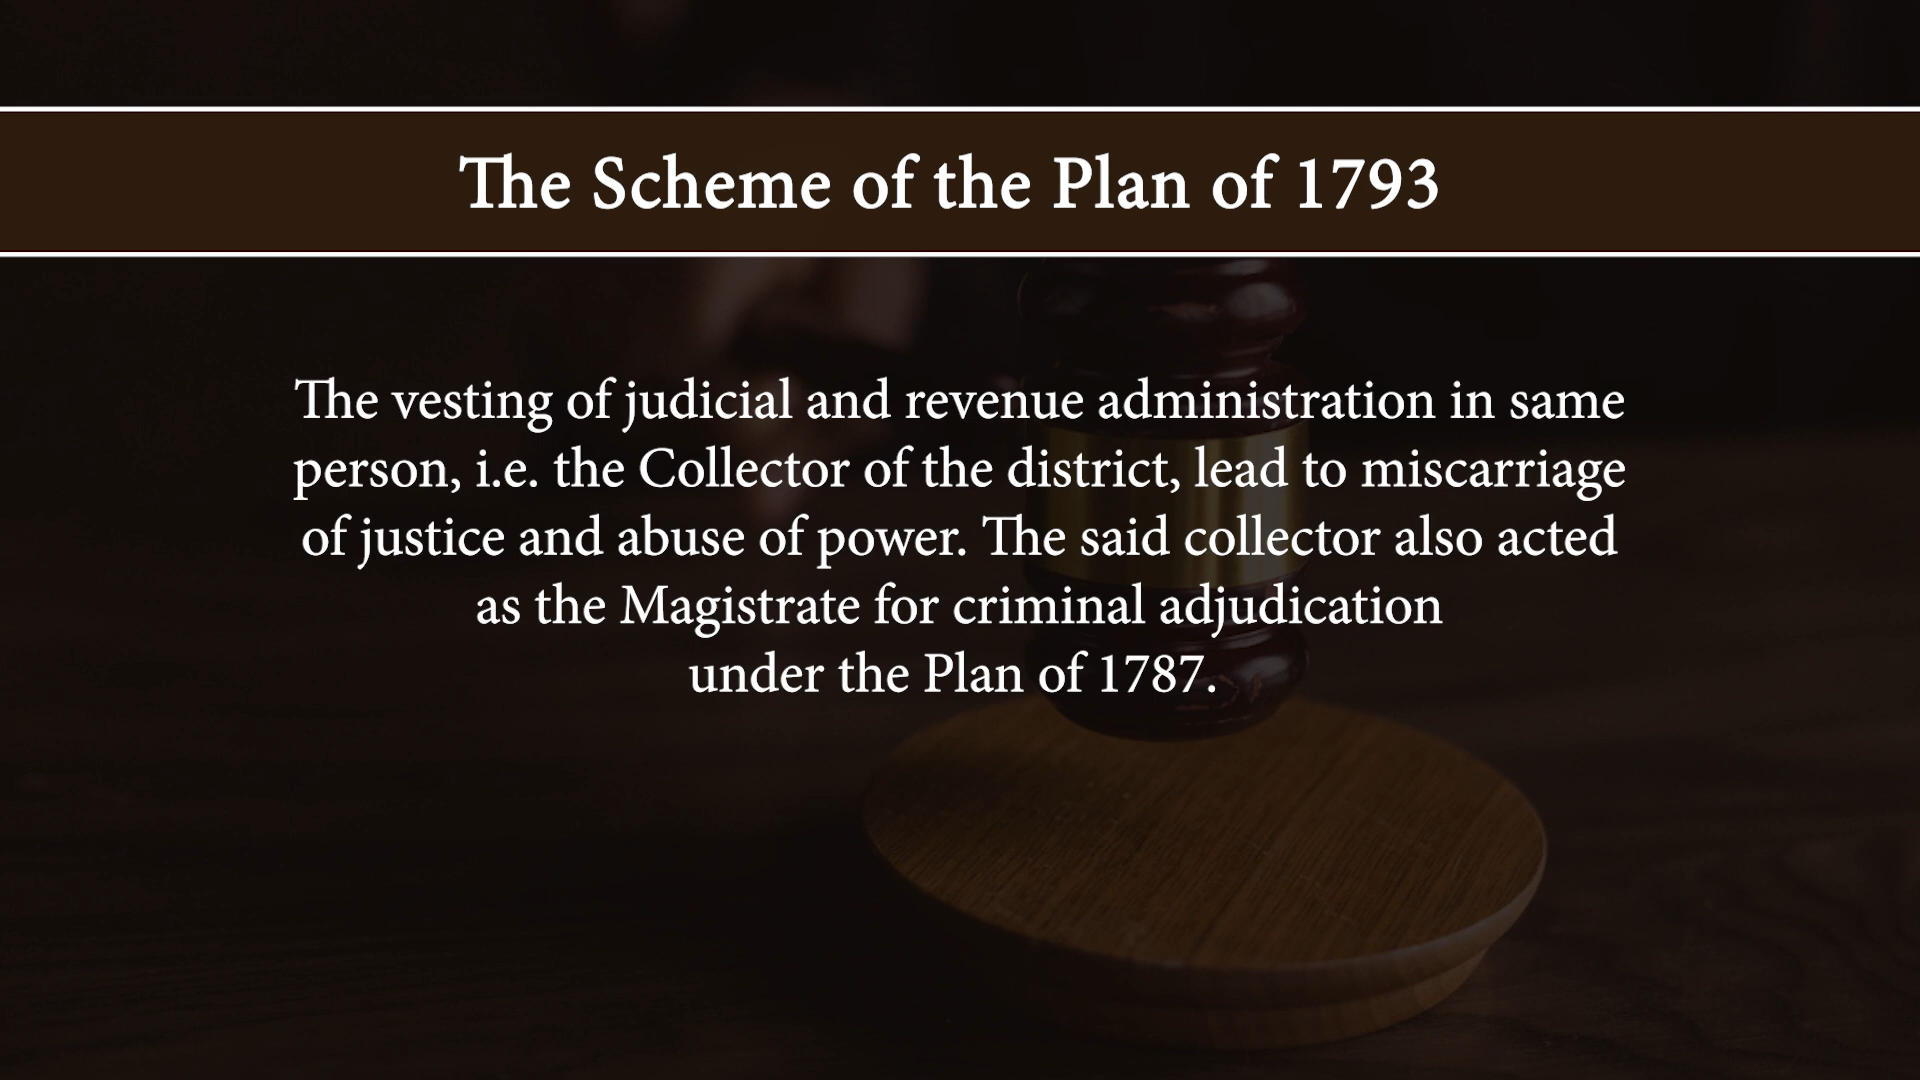 The Scheme of the Plan of 1793
The vesting of judicial and revenue administration in same
person, i.e. the Collector of the district, lead to miscarriage
of justice and abuse of power. The said collector also acted
as the Magistrate for criminal adjudication
under the Plan of 1787.